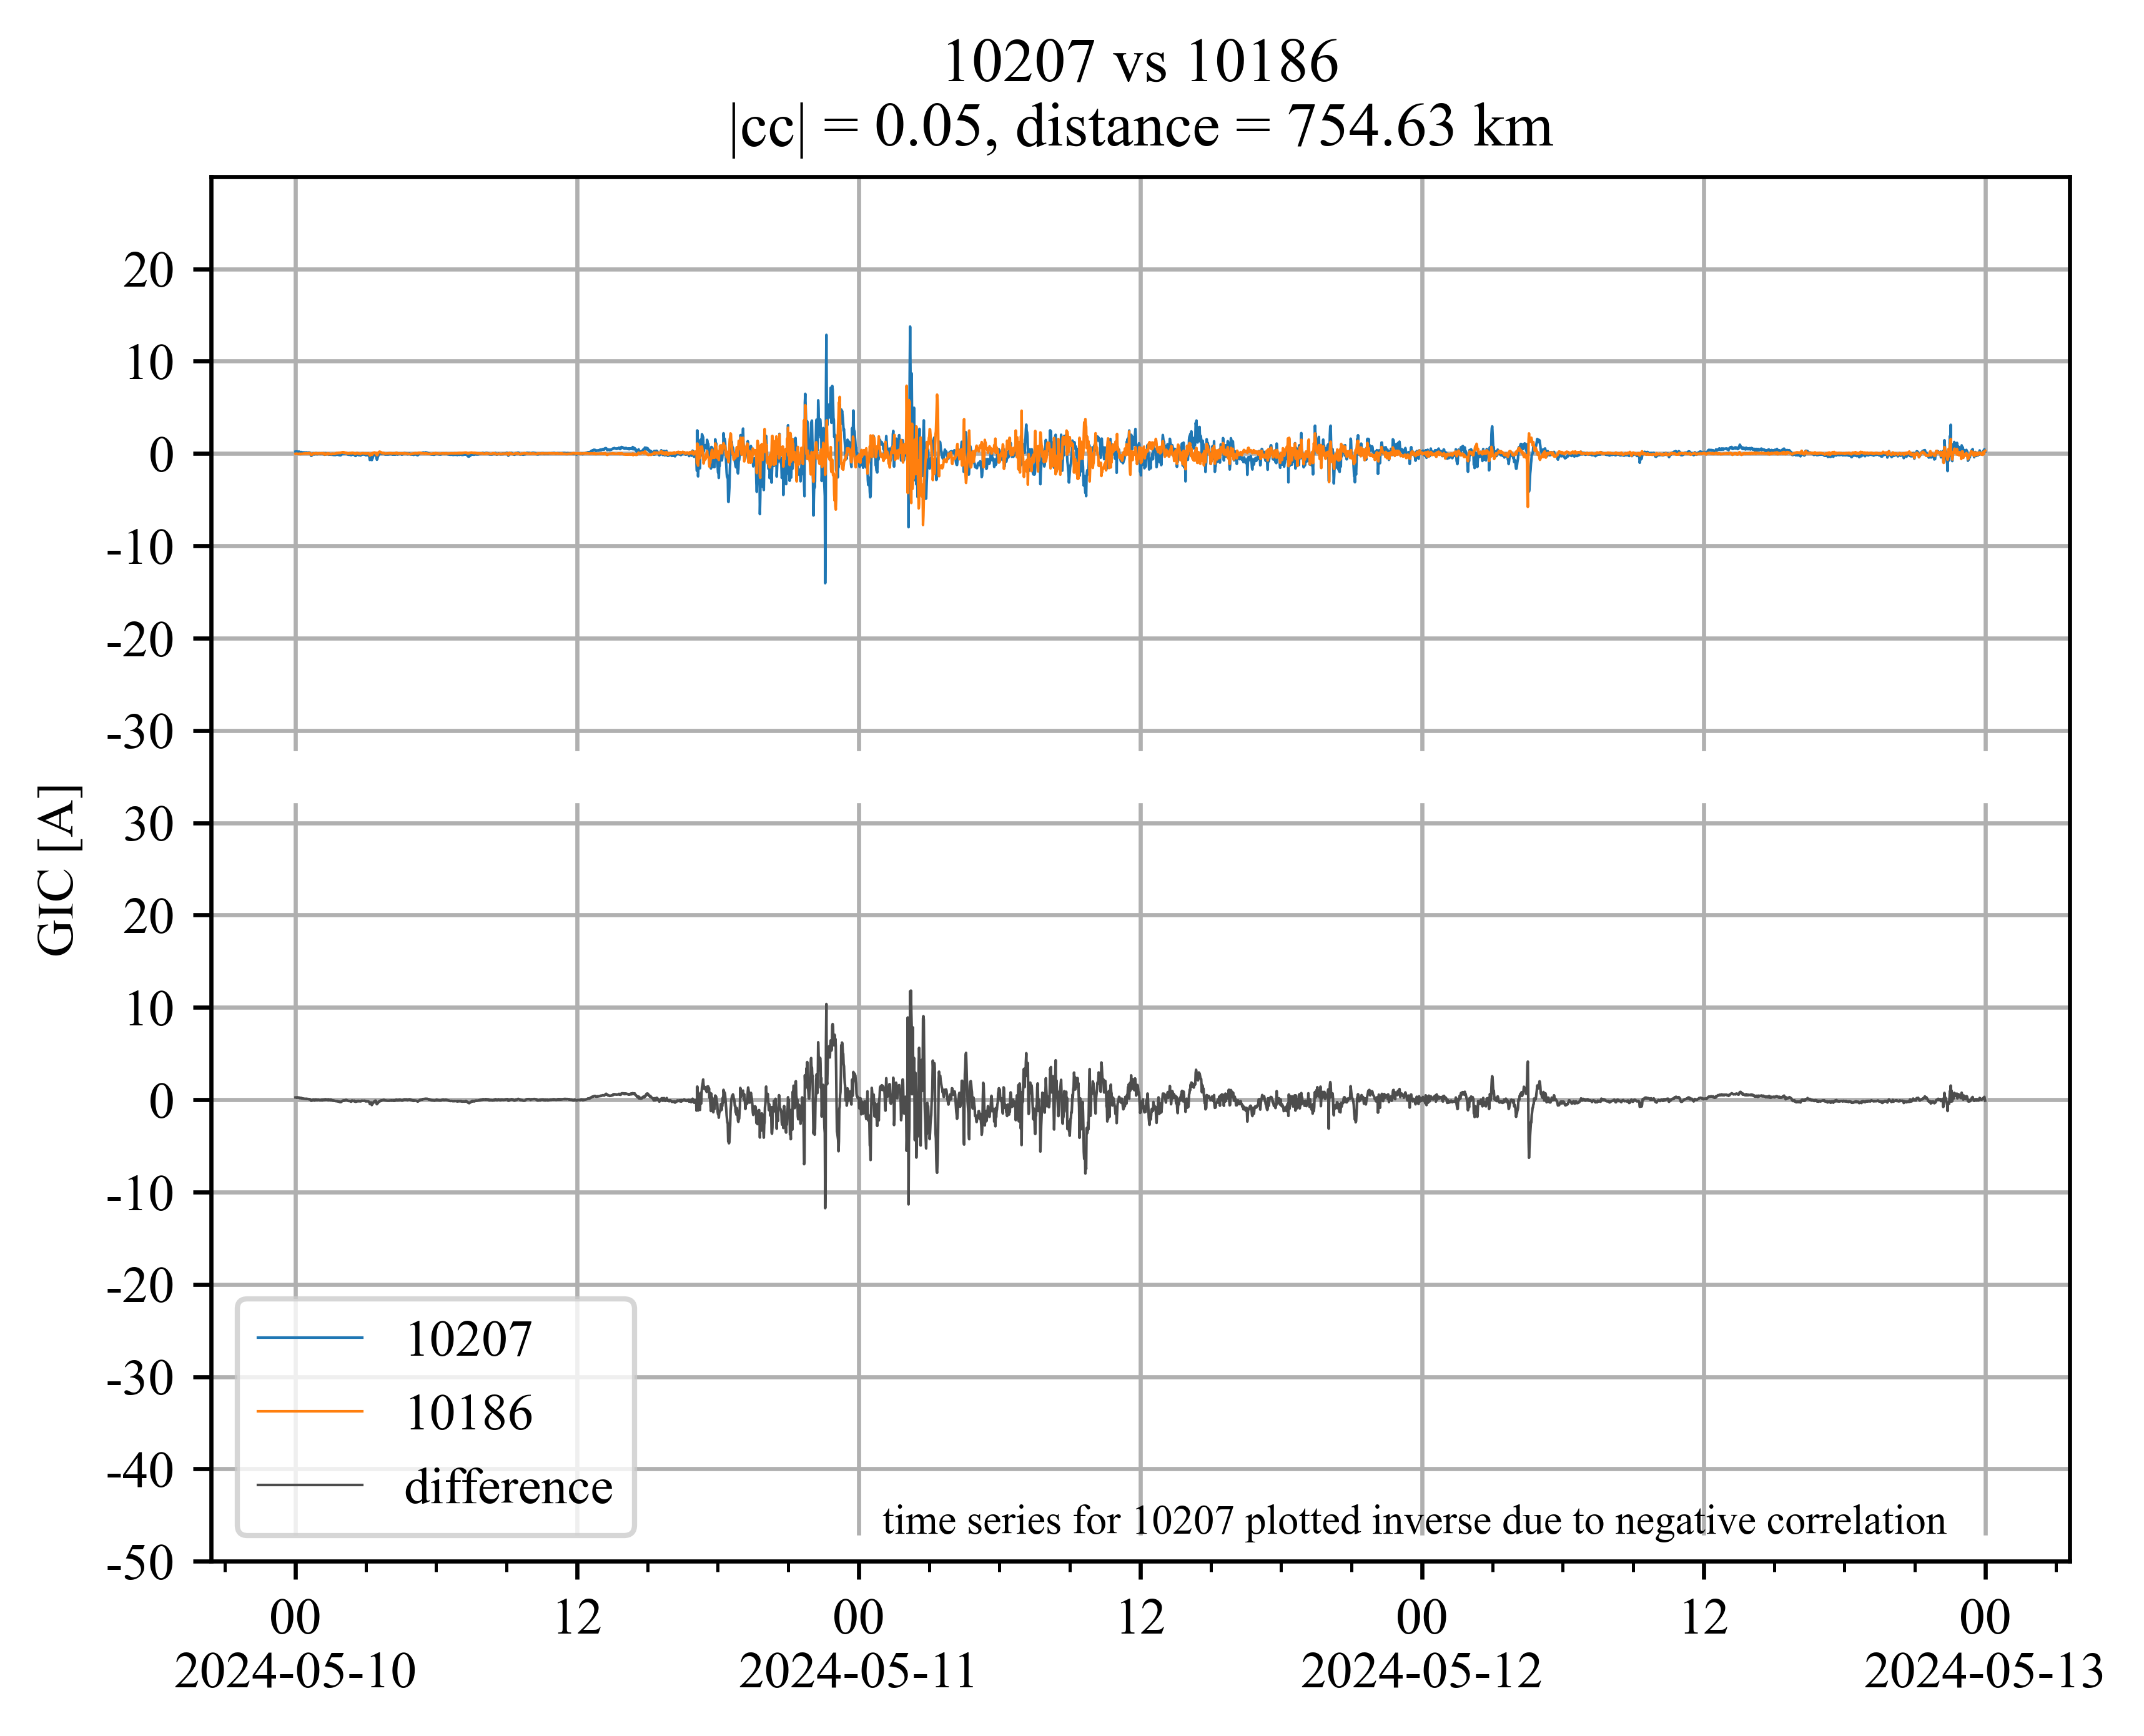 10207 vs 10186
|cc| = 0.05, distance = 754.63 km
20
10
0
-10
-20
-30
30
20
10
0
-10
-20
-30
-40
-50
GIC [A]
10207
10186
difference
time series for 10207 plotted inverse due to negative correlation
00 12 00 12 00 12 00
2024-05-10 2024-05-11 2024-05-12 2024-05-13